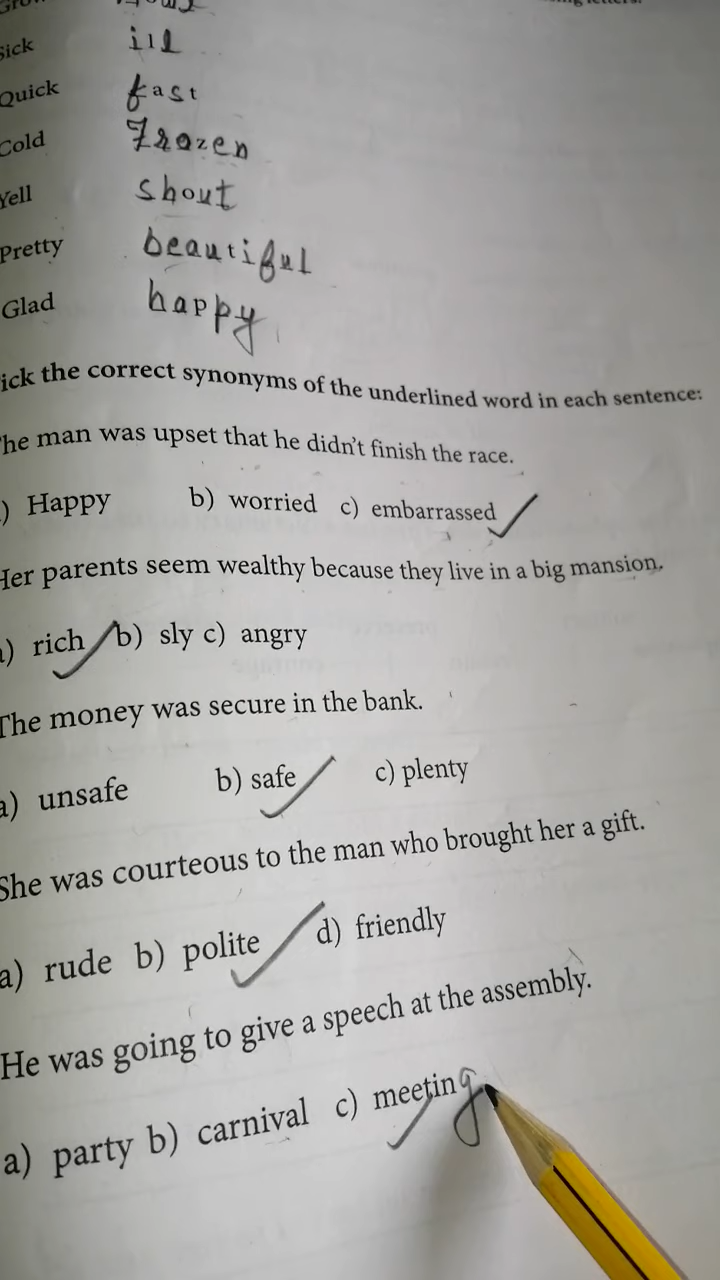 Sick ill
Quick fast
Cold Frozen
Yell shout
Pretty beautiful
Glad happy
ick the correct synonyms of the underlined word in each sentence:
he man was upset that he didn't finish the race.
) Happy b) worried c) embarrassed
Her parents seem wealthy because they live in a big mansion.
a) rich b) sly c) angry
The money was secure in the bank.
a) unsafe b) safe c) plenty
She was courteous to the man who brought her a gift.
a) rude b) polite d) friendly
He was going to give a speech at the assembly.
a) party b) carnival c) meeting